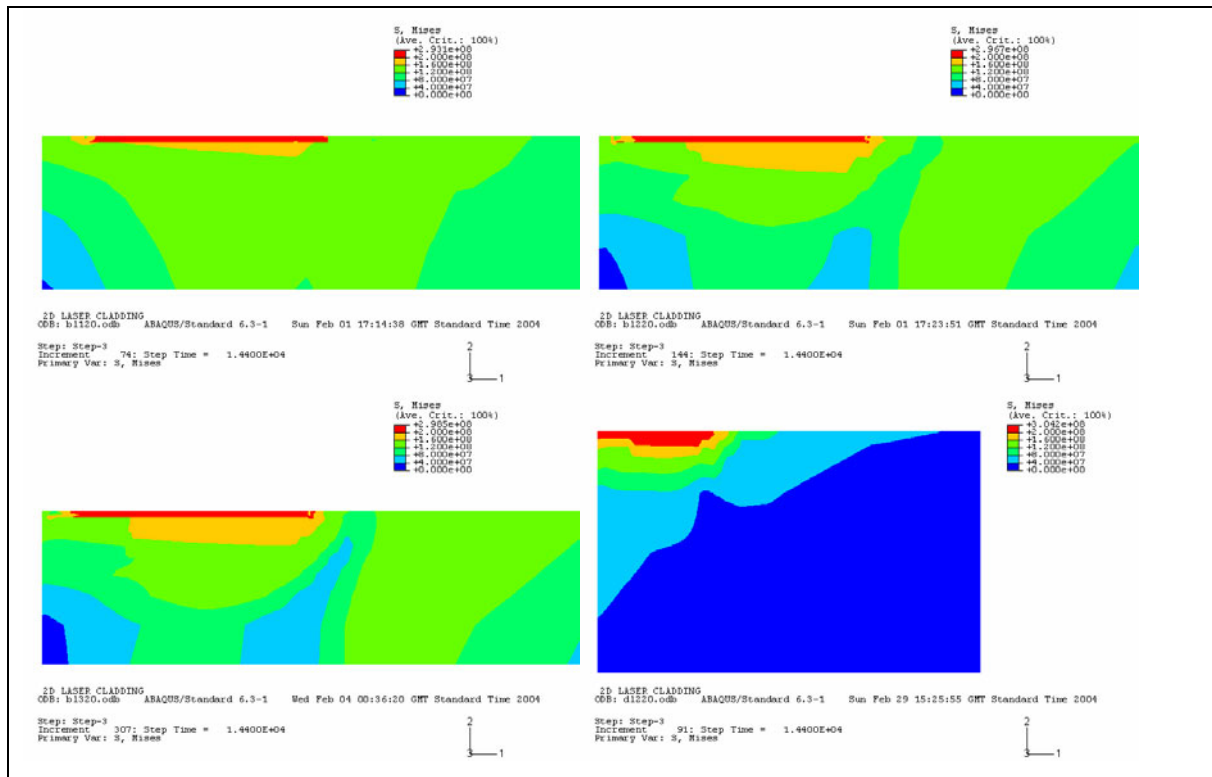 S, Mises
(Ave. Crit.: 100%)
+2.931e+08
+2.000e+08
+1.600e+08
+1.200e+08
+8.000e+07
+4.000e+07
+0.000e+00
2D LASER CLADDING
ODB: b1120.odb ABAQUS/Standard 6.3-1 Sun Feb 01 17:14:38 GMT Standard Time 2004
Step: Step-3
Increment 74: Step Time = 1.4400E+04
Primary Var: S, Mises
2
3 1
S, Mises
(Ave. Crit.: 100%)
+2.967e+08
+2.000e+08
+1.600e+08
+1.200e+08
+8.000e+07
+4.000e+07
+0.000e+00
2D LASER CLADDING
ODB: b1220.odb ABAQUS/Standard 6.3-1 Sun Feb 01 17:23:51 GMT Standard Time 2004
Step: Step-3
Increment 144: Step Time = 1.4400E+04
Primary Var: S, Mises
2
3 1
S, Mises
(Ave. Crit.: 100%)
+2.985e+08
+2.000e+08
+1.600e+08
+1.200e+08
+8.000e+07
+4.000e+07
+0.000e+00
2D LASER CLADDING
ODB: b1320.odb ABAQUS/Standard 6.3-1 Wed Feb 04 00:36:20 GMT Standard Time 2004
Step: Step-3
Increment 307: Step Time = 1.4400E+04
Primary Var: S, Mises
2
3 1
S, Mises
(Ave. Crit.: 100%)
+3.042e+08
+2.000e+08
+1.600e+08
+1.200e+08
+8.000e+07
+4.000e+07
+0.000e+00
2D LASER CLADDING
ODB: d1220.odb ABAQUS/Standard 6.3-1 Sun Feb 29 15:25:55 GMT Standard Time 2004
Step: Step-3
Increment 91: Step Time = 1.4400E+04
Primary Var: S, Mises
2
3 1